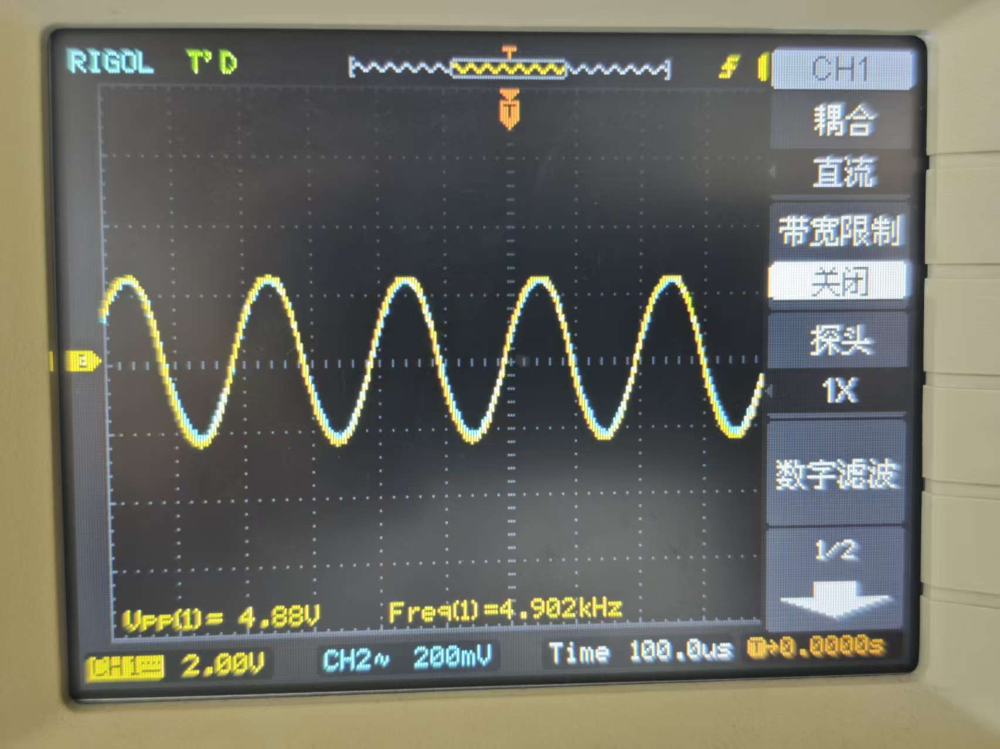 RIGOL T'D T CH1
T
耦合
直流
带宽限制
关闭
探头
1X
数字滤波
1/2
Vpp(1)= 4.88V Freq(1)=4.902kHz
CH1 2.00V CH2∿ 200mV Time 100.0us T→0.0000s